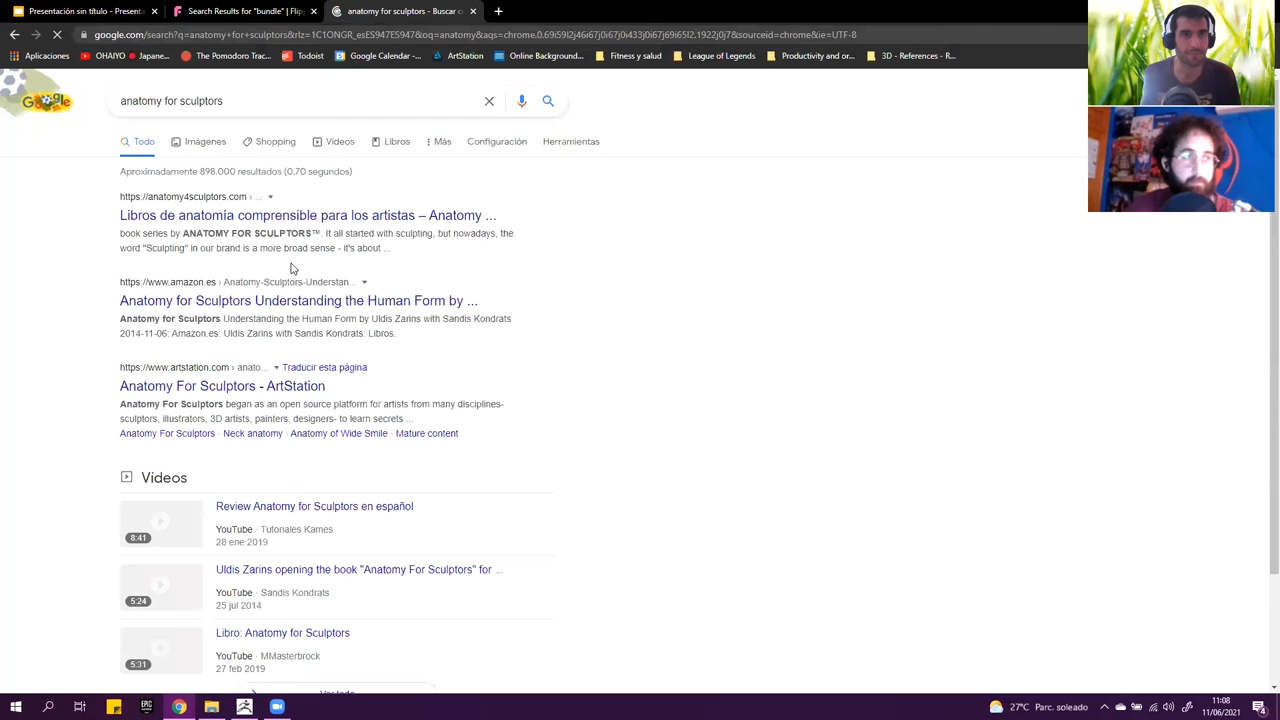 Presentación sin título - Present
Search Results for "bundle" | Flip
anatomy for sculptors - Buscar c
google.com/search?q=anatomy+for+sculptors&rlz=1C1ONGR_esES947ES947&oq=anatomy&aqs=chrome.0.69i59l2j46i67j0i67j0i433j0i67j69i65l2.1922j0j7&sourceid=chrome&ie=UTF-8
Aplicaciones
OHAIYO • Japane...
The Pomodoro Trac...
Todoist
Google Calendar -...
ArtStation
Online bookmarks
Fitness y salud
League of Legends
Productivity and or...
3D - References - R...
Google
anatomy for sculptors
Todo
Imágenes
Shopping
Vídeos
Libros
Más
Configuración
Herramientas
Aproximadamente 898.000 resultados (0,70 segundos)
https://anatomy4sculptors.com › ...
Libros de anatomía comprensible para los artistas – Anatomy ...
book series by ANATOMY FOR SCULPTORS™. It all started with sculpting, but nowadays, the
word "Sculpting" in our brand is a more broad sense - it's about ...
https://www.amazon.es › Anatomy-Sculptors-Understan...
Anatomy for Sculptors Understanding the Human Form by ...
Anatomy for Sculptors Understanding the Human Form by Uldis Zarins with Sandis Kondrats
2014-11-06: Amazon.es: Uldis Zarins with Sandis Kondrats: Libros.
https://www.artstation.com › anato... Traducir esta página
Anatomy For Sculptors - ArtStation
Anatomy For Sculptors began as an open source platform for artists from many disciplines-
sculptors, illustrators, 3D artists, painters, designers- to learn secrets ...
Anatomy For Sculptors · Neck anatomy · Anatomy of Wide Smile · Mature content
Vídeos
Review Anatomy for Sculptors en español
8:41
YouTube · Tutoriales Kames
28 ene 2019
Uldis Zarins opening the book "Anatomy For Sculptors" for ...
5:24
YouTube · Sandis Kondrats
25 jul 2014
Libro: Anatomy for Sculptors
5:31
YouTube · MMasterbrock
27 feb 2019
Ver todo
EPIC
27°C Parc. soleado
11:08
11/06/2021
4